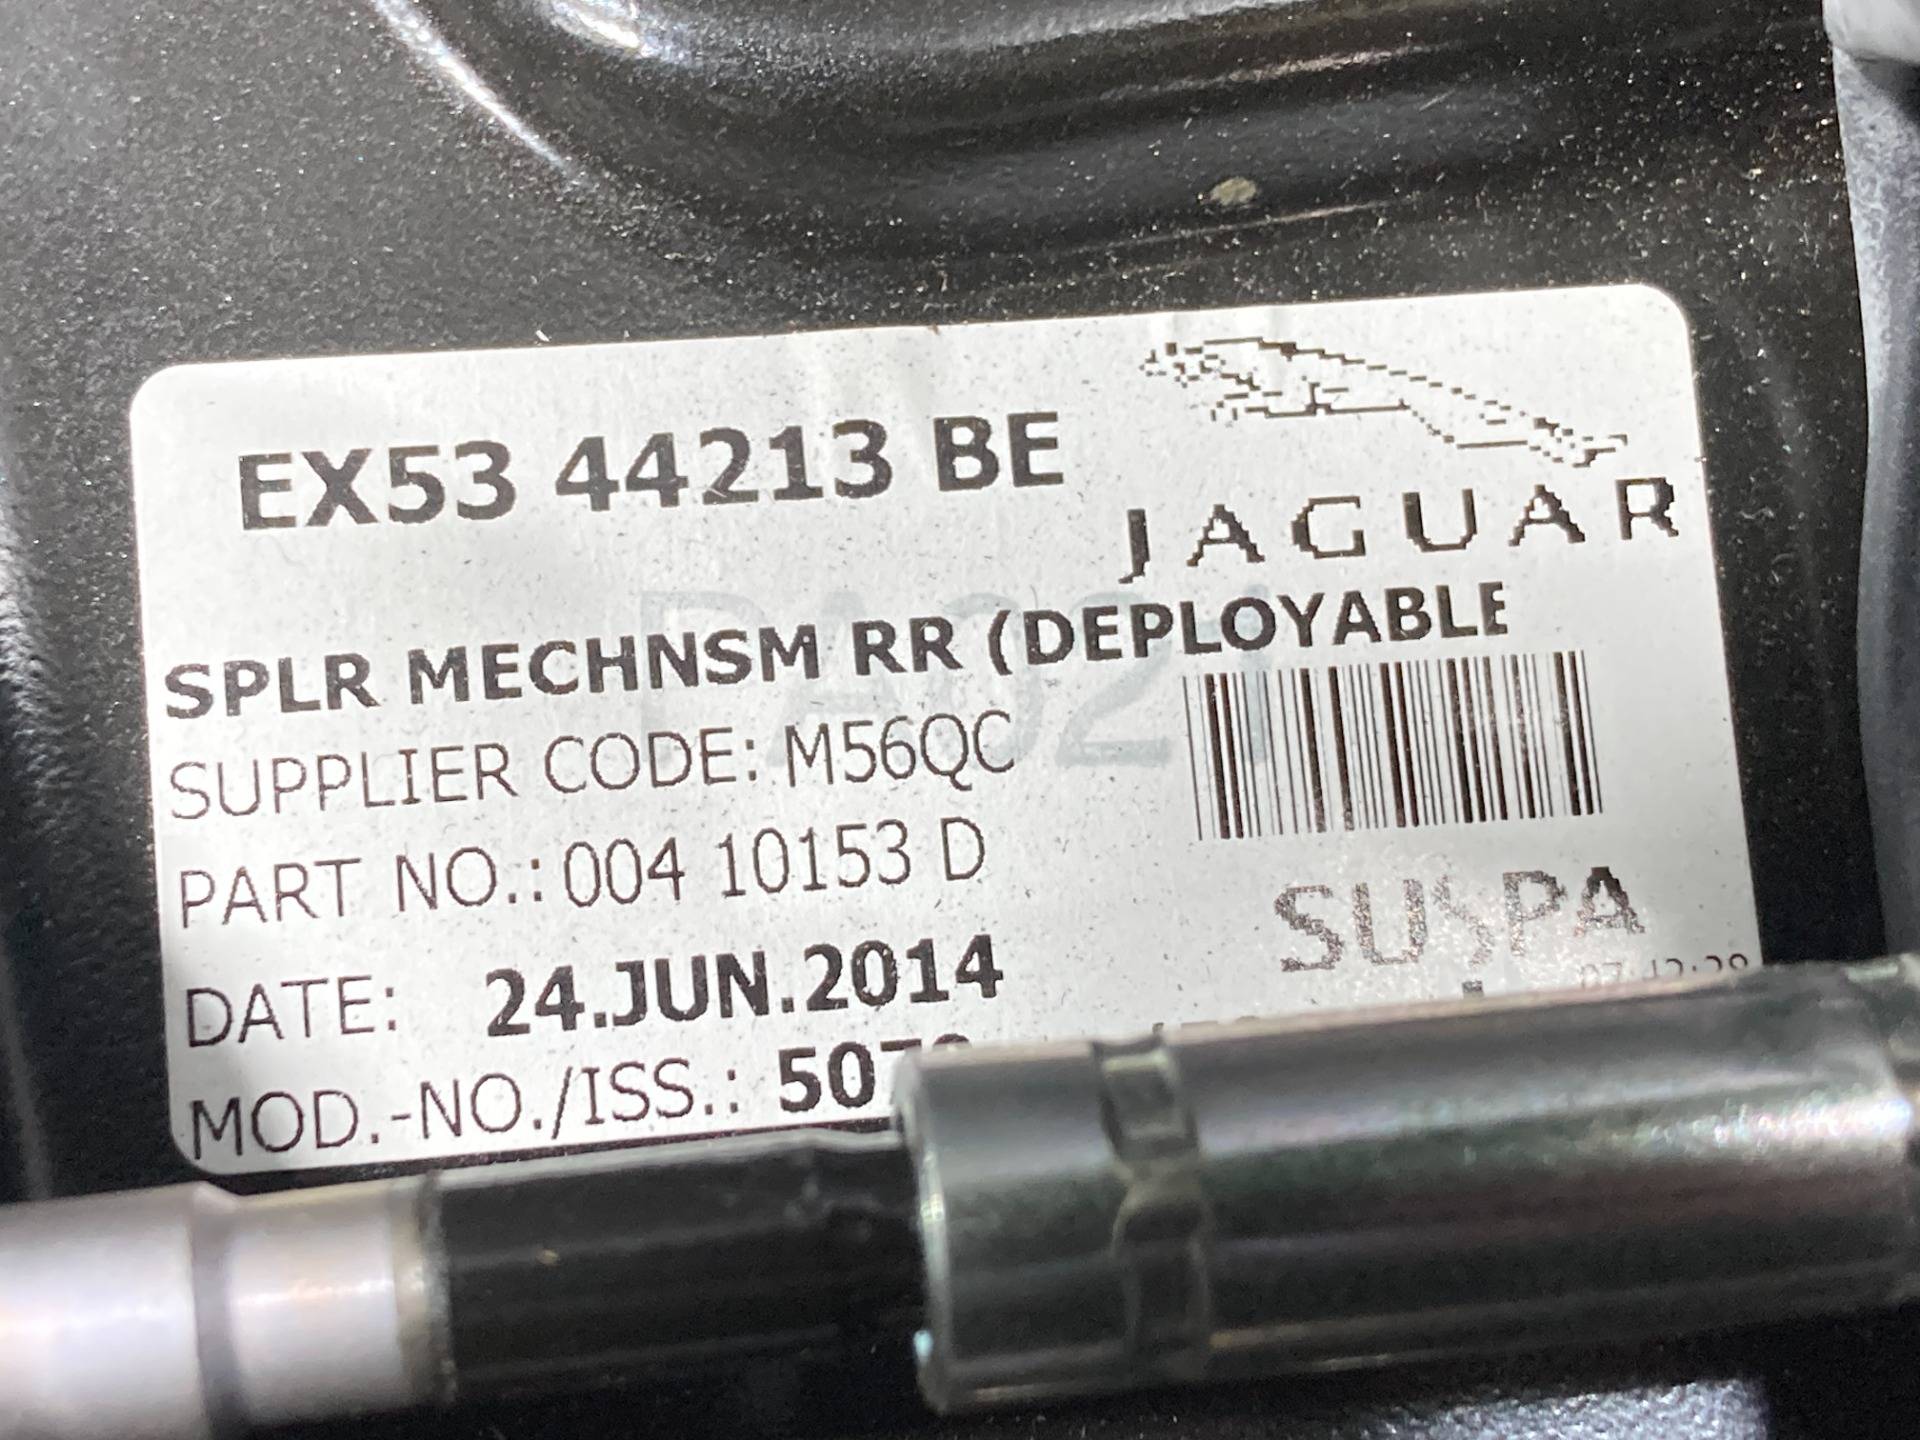 EX53 44213 BE
JAGUAR
SPLR MECHNSM RR (DEPLOYABLE
SUPPLIER CODE: M56QC
PART NO.: 004 10153 D
SUSPA
DATE: 24.JUN.2014
MOD.-NO./ISS.: